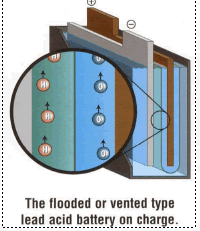 ⊕
⊖
The flooded or vented type
lead acid battery on charge.